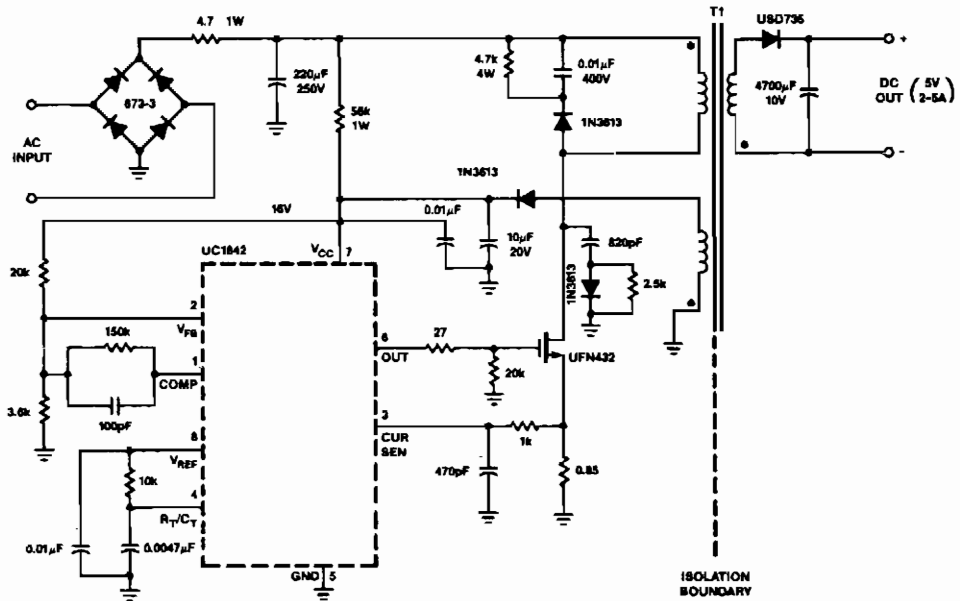 T1
4.7 1W
USD735
+
220μF
250V
4.7k
4W
0.01μF
400V
4700μF
10V
DC
OUT (5V
2-5A)
873-3
56k
1W
1N3613
-
AC
INPUT
1N3613
16V
0.01μF
10μF
20V
820pF
1N3613
2.5k
UC1842
VCC
7
20k
2
VFB
150k
1
COMP
100pF
3.6k
6
OUT
27
20k
UFN432
3
CUR
SEN
1k
470pF
0.85
8
VREF
10k
4
RT/CT
0.01μF
0.0047μF
GND
5
ISOLATION
BOUNDARY